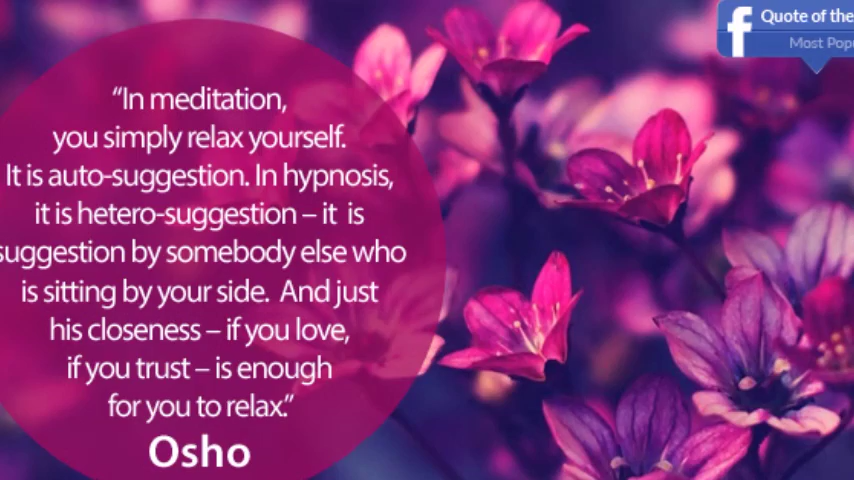 “In meditation,
you simply relax yourself.
It is auto-suggestion. In hypnosis,
it is hetero-suggestion – it is
suggestion by somebody else who
is sitting by your side. And just
his closeness – if you love,
if you trust – is enough
for you to relax.”
Osho
f Quote of the
Most